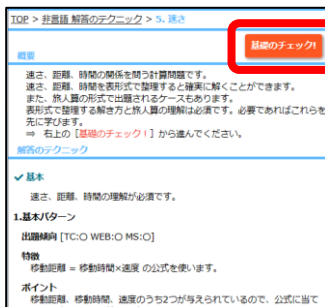 TOP > 非言語 解答のテクニック > 5. 速さ
基礎のチェック!
概要
速さ、距離、時間の関係を問う計算問題です。
速さ、距離、時間を表形式で整理すると確実に解くことができます。
また、旅人算の形式で出題されるケースもあります。
表形式で整理する解き方と旅人算の理解は必須です。必要であればこれらを
先に学びます。
⇒ 右上の [基礎のチェック!] から進んでください。
解答のテクニック
✓ 基本
速さ、距離、時間の理解が必須です。
1.基本パターン
出題傾向 [TC:○ WEB:○ MS:○]
特徴
移動距離 = 移動時間×速度 の公式を使います。
ポイント
移動距離、移動時間、速度のうち2つが与えられているので、公式に当て